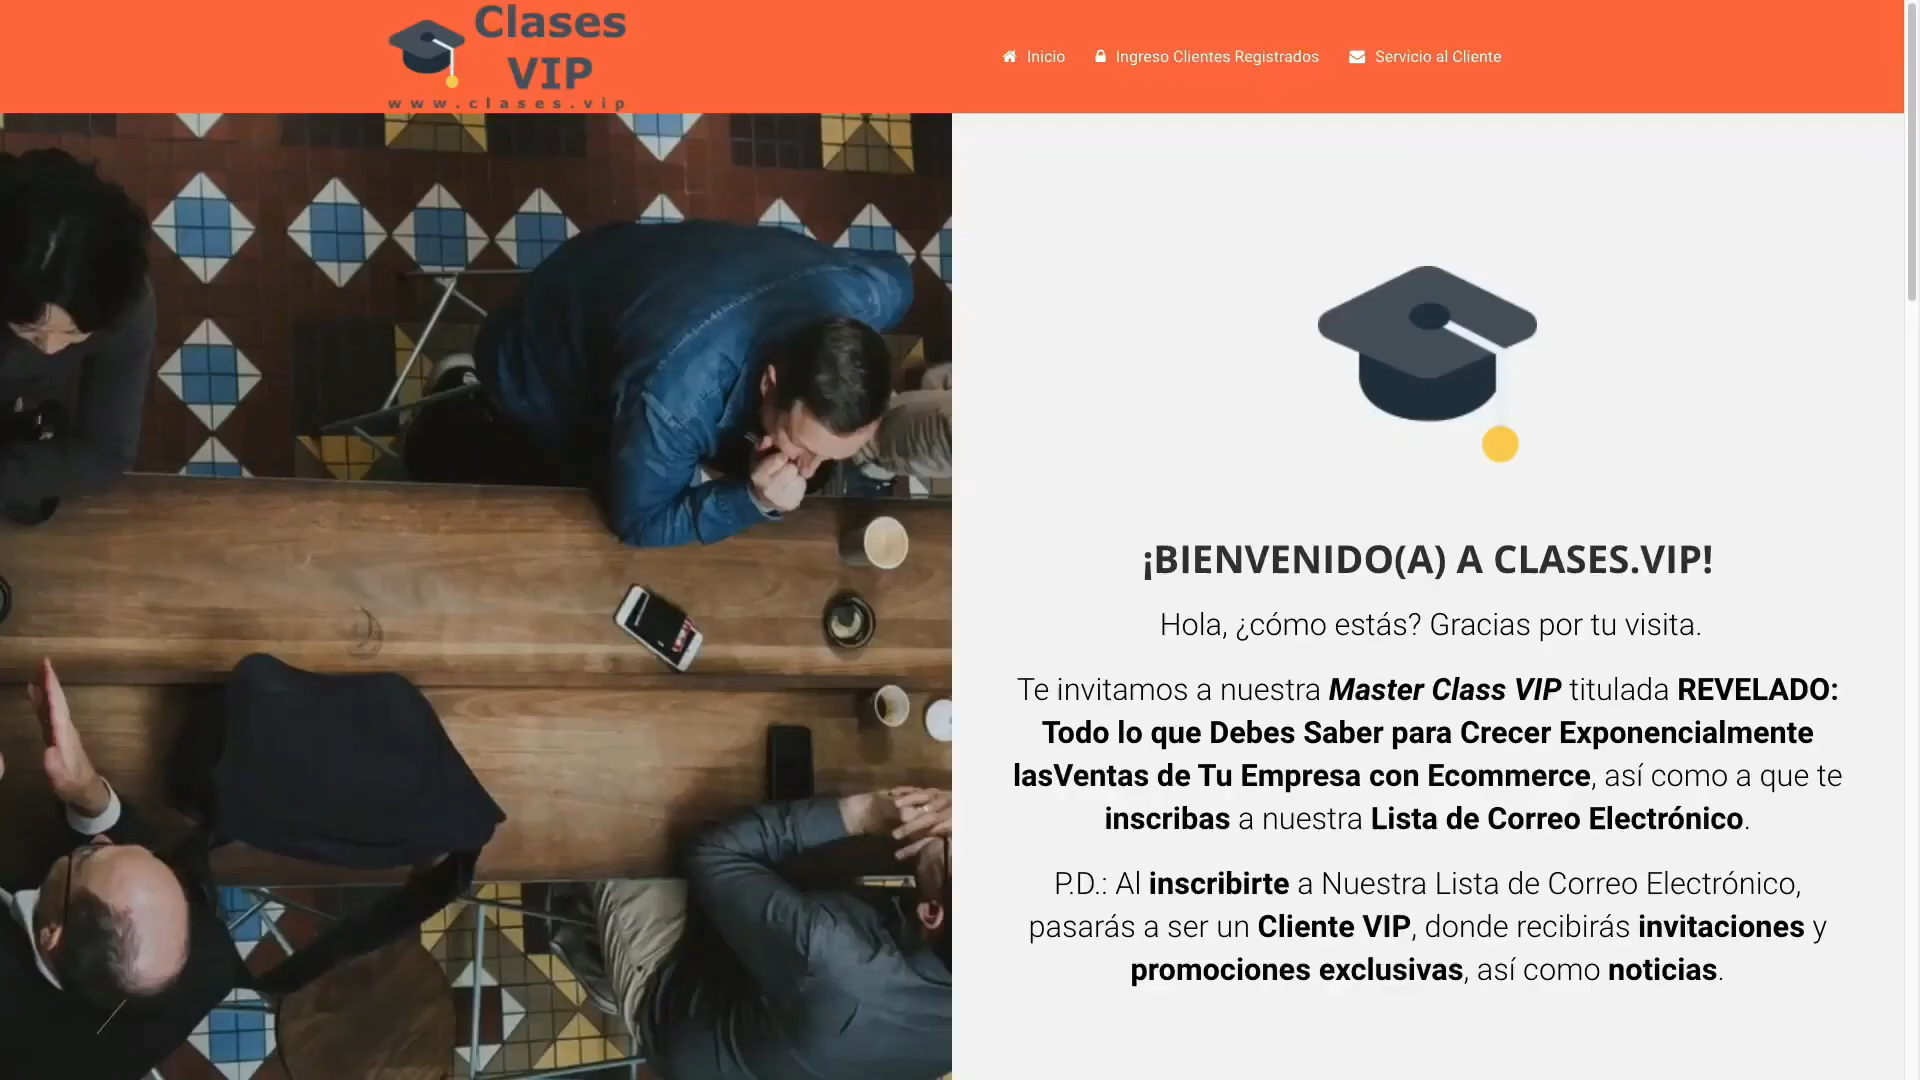 Clases
VIP
www.clases.vip
Inicio
Ingreso Clientes Registrados
Servicio al Cliente
¡BIENVENIDO(A) A CLASES.VIP!
Hola, ¿cómo estás? Gracias por tu visita.
Te invitamos a nuestra Master Class VIP titulada REVELADO:
Todo lo que Debes Saber para Crecer Exponencialmente
lasVentas de Tu Empresa con Ecommerce, así como a que te
inscribas a nuestra Lista de Correo Electrónico.
P.D.: Al inscribirte a Nuestra Lista de Correo Electrónico,
pasarás a ser un Cliente VIP, donde recibirás invitaciones y
promociones exclusivas, así como noticias.